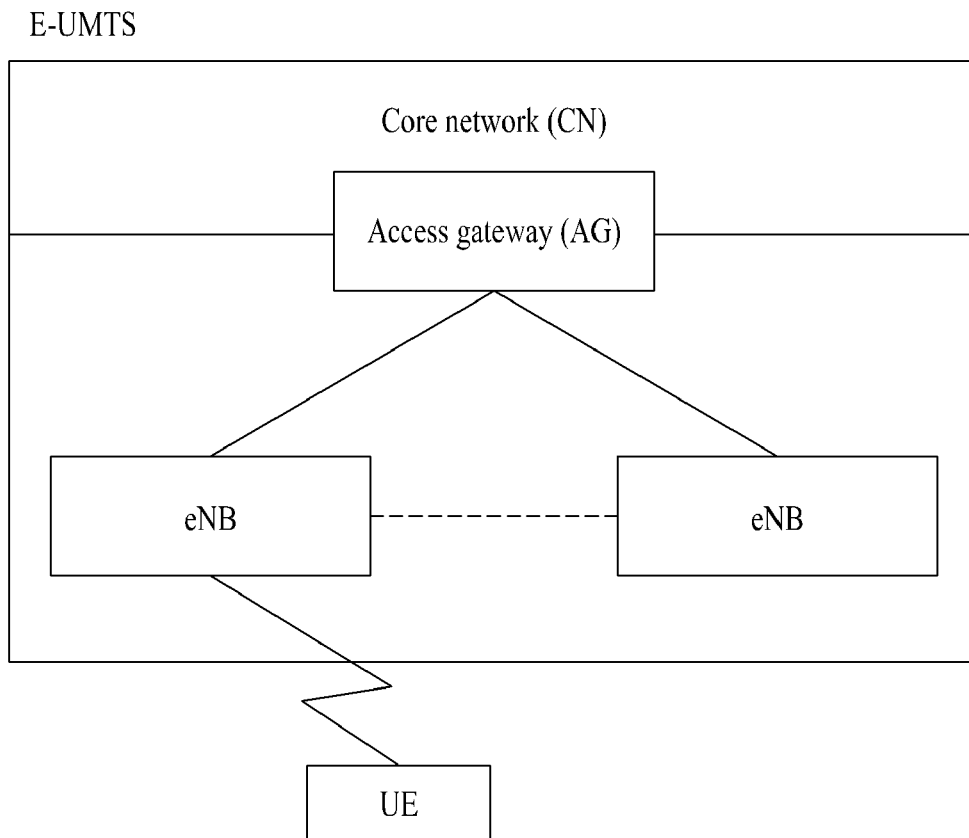 E-UMTS
Core network (CN)
Access gateway (AG)
eNB
eNB
UE